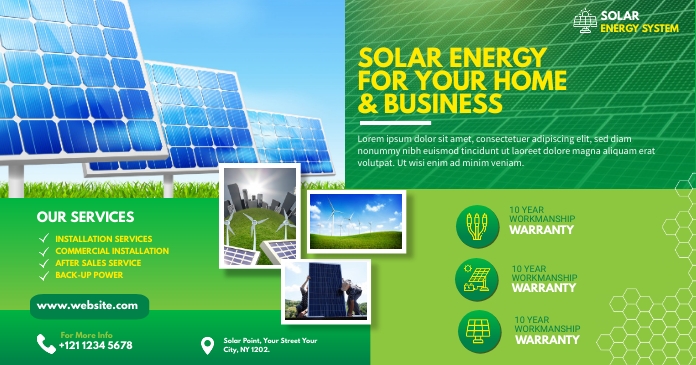 SOLAR
ENERGY SYSTEM
SOLAR ENERGY
FOR YOUR HOME
& BUSINESS
Lorem ipsum dolor sit amet, consectetuer adipiscing elit, sed diam
nonummy nibh euismod tincidunt ut laoreet dolore magna aliquam erat
volutpat. Ut wisi enim ad minim veniam.
OUR SERVICES
INSTALLATION SERVICES
COMMERCIAL INSTALLATION
AFTER SALES SERVICE
BACK-UP POWER
www.website.com
For More Info
+121 1234 5678
Solar Point, Your Street Your
City, NY 1202.
10 YEAR
WORKMANSHIP
WARRANTY
10 YEAR
WORKMANSHIP
WARRANTY
10 YEAR
WORKMANSHIP
WARRANTY